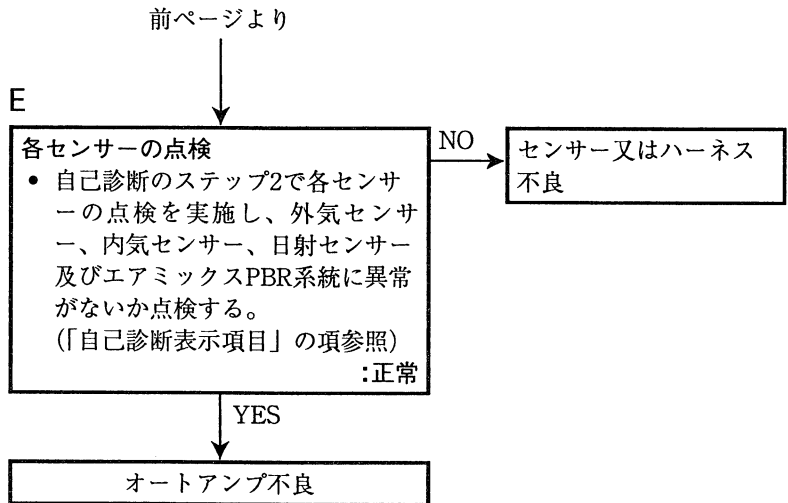 前ページより
E
各センサーの点検
• 自己診断のステップ2で各センサ
ーの点検を実施し、外気センサ
ー、内気センサー、日射センサー
及びエアミックスPBR系統に異常
がないか点検する。
(「自己診断表示項目」の項参照)
:正常
NO
センサー又はハーネス
不良
YES
オートアンプ不良